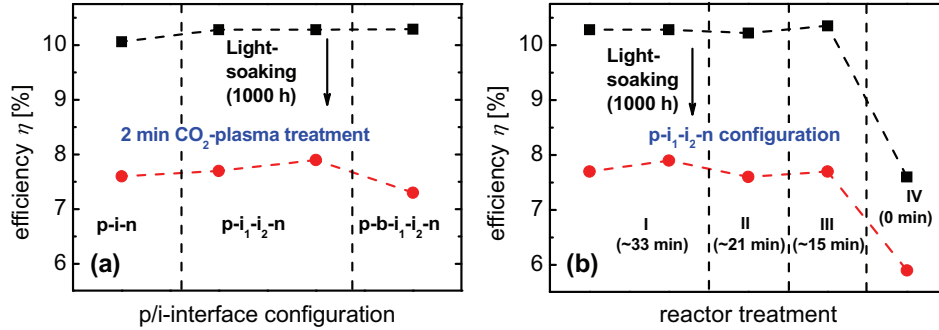 efficiency η [%]
10
9
8
7
6
Light-
soaking
(1000 h)
2 min CO₂-plasma treatment
p-i-n
p-i₁-i₂-n
p-b-i₁-i₂-n
(a)
p/i-interface configuration
efficiency η [%]
10
9
8
7
6
Light-
soaking
(1000 h)
p-i₁-i₂-n configuration
I
(~33 min)
II
(~21 min)
III
(~15 min)
IV
(0 min)
(b)
reactor treatment